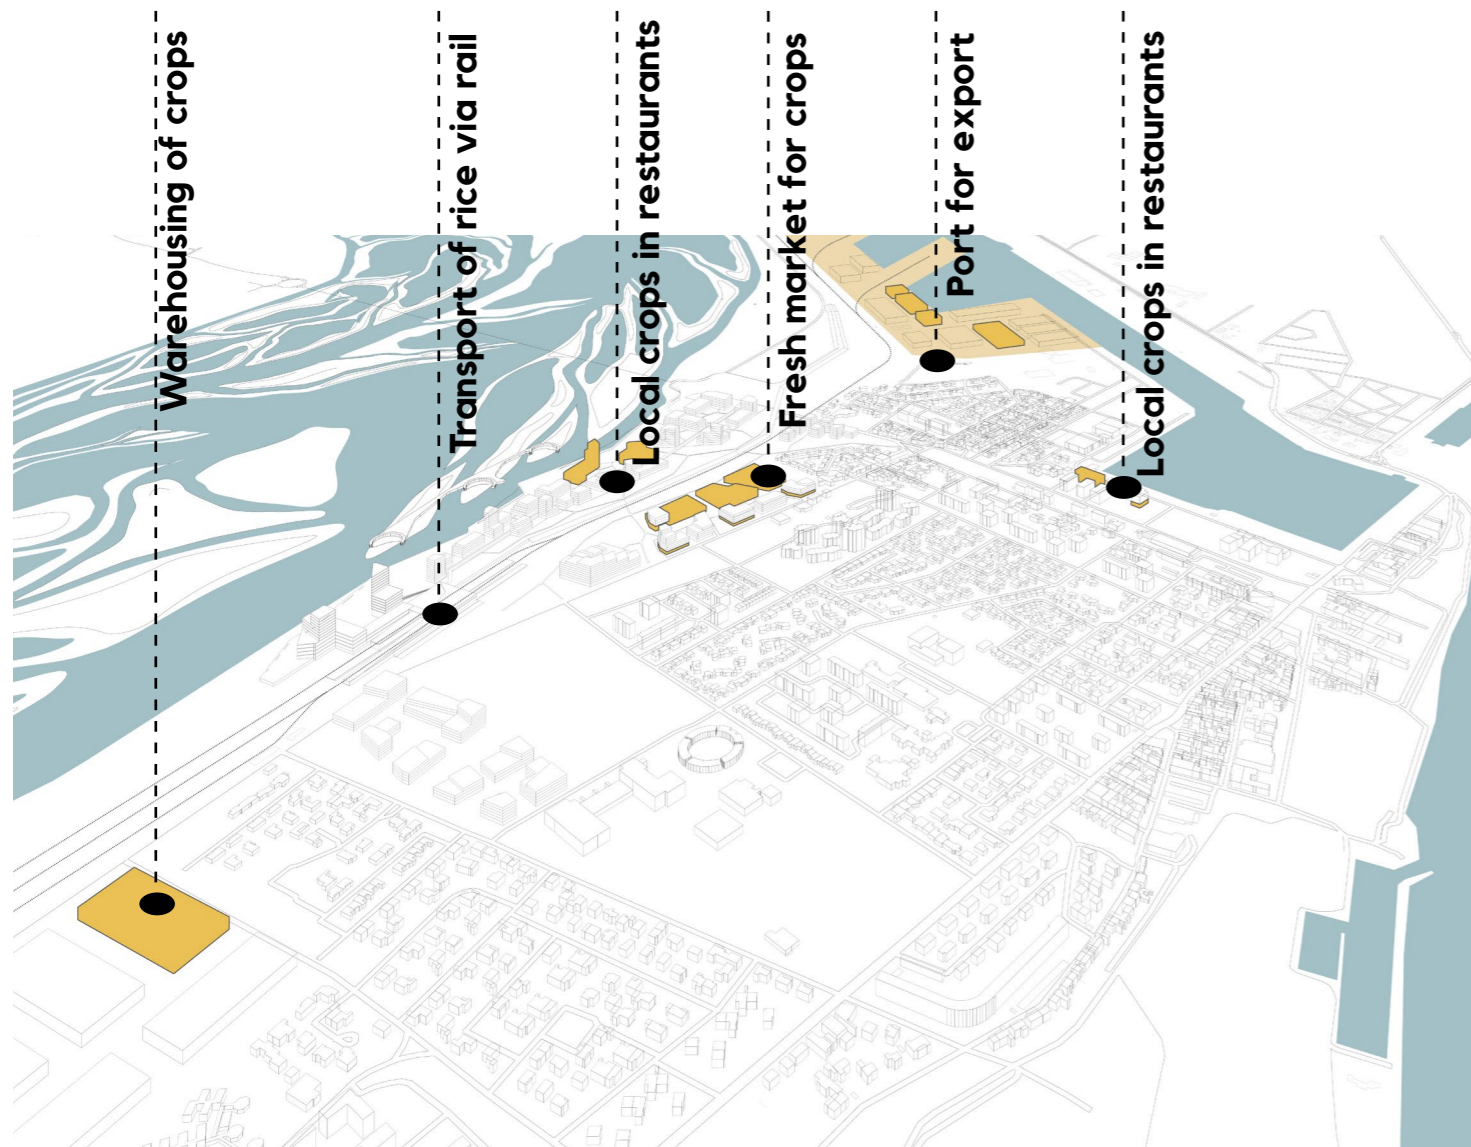 Warehousing of crops
Transport of rice via rail
Local crops in restaurants
Fresh market for crops
Port for export
Local crops in restaurants